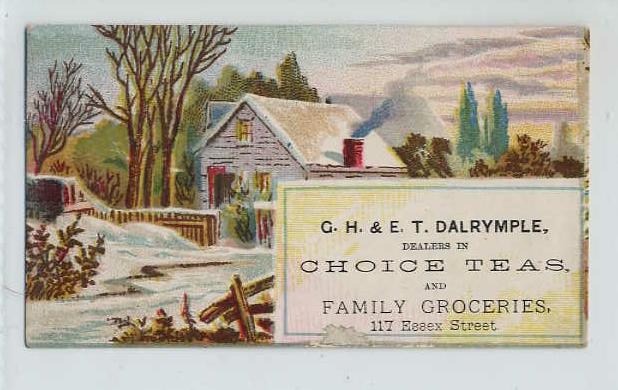 G. H. & E. T. DALRYMPLE,
DEALERS IN
CHOICE TEAS,
AND
FAMILY GROCERIES,
117 Essex Street